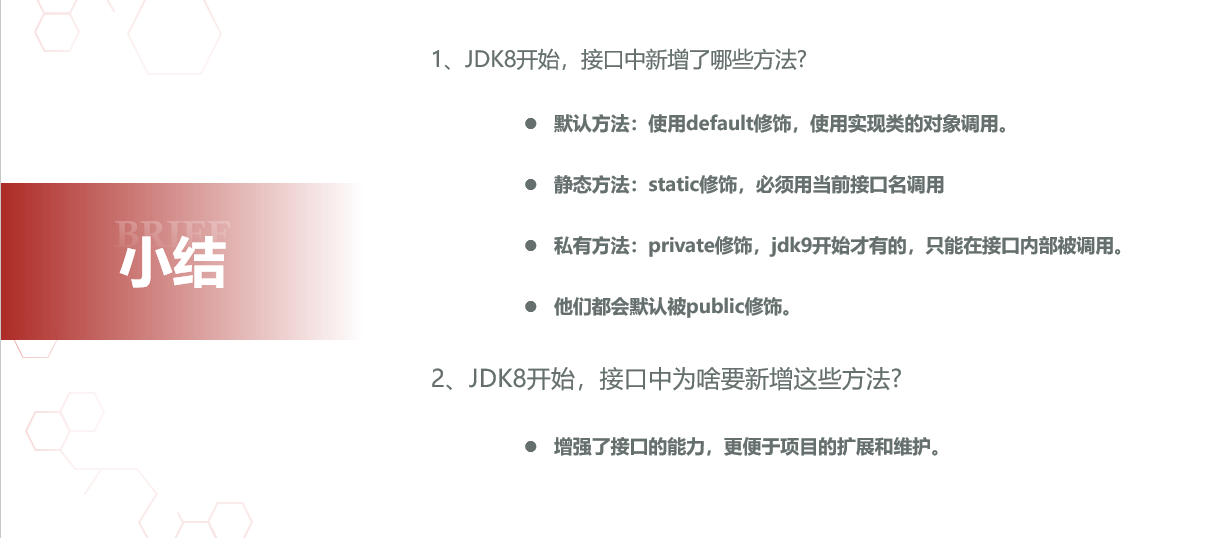 BRIEF
小结
1、JDK8开始，接口中新增了哪些方法?
● 默认方法：使用default修饰，使用实现类的对象调用。
● 静态方法：static修饰，必须用当前接口名调用
● 私有方法：private修饰，jdk9开始才有的，只能在接口内部被调用。
● 他们都会默认被public修饰。
2、JDK8开始，接口中为啥要新增这些方法?
● 增强了接口的能力，更便于项目的扩展和维护。